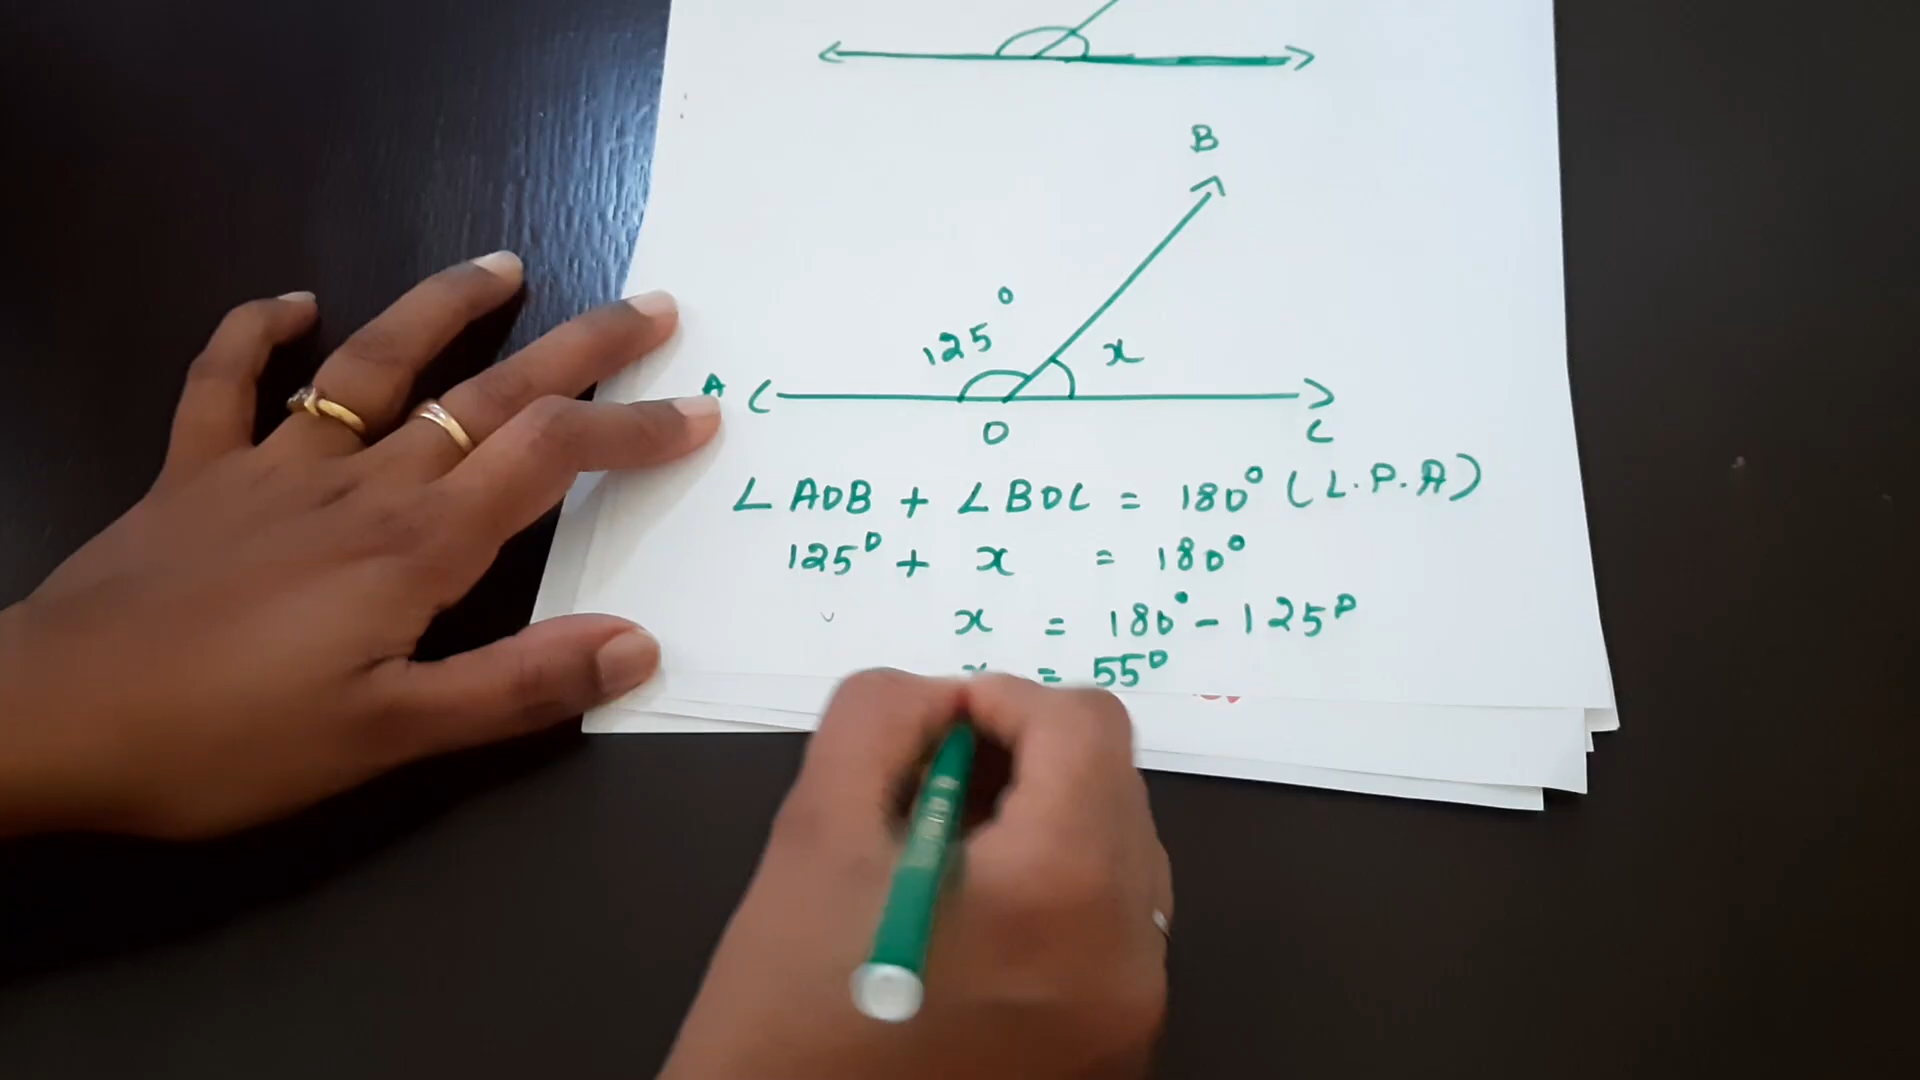 B
125°
x
A
O
C
∠AOB + ∠BOC = 180° (L.P.A)
125° + x = 180°
x = 180° - 125°
x = 55°